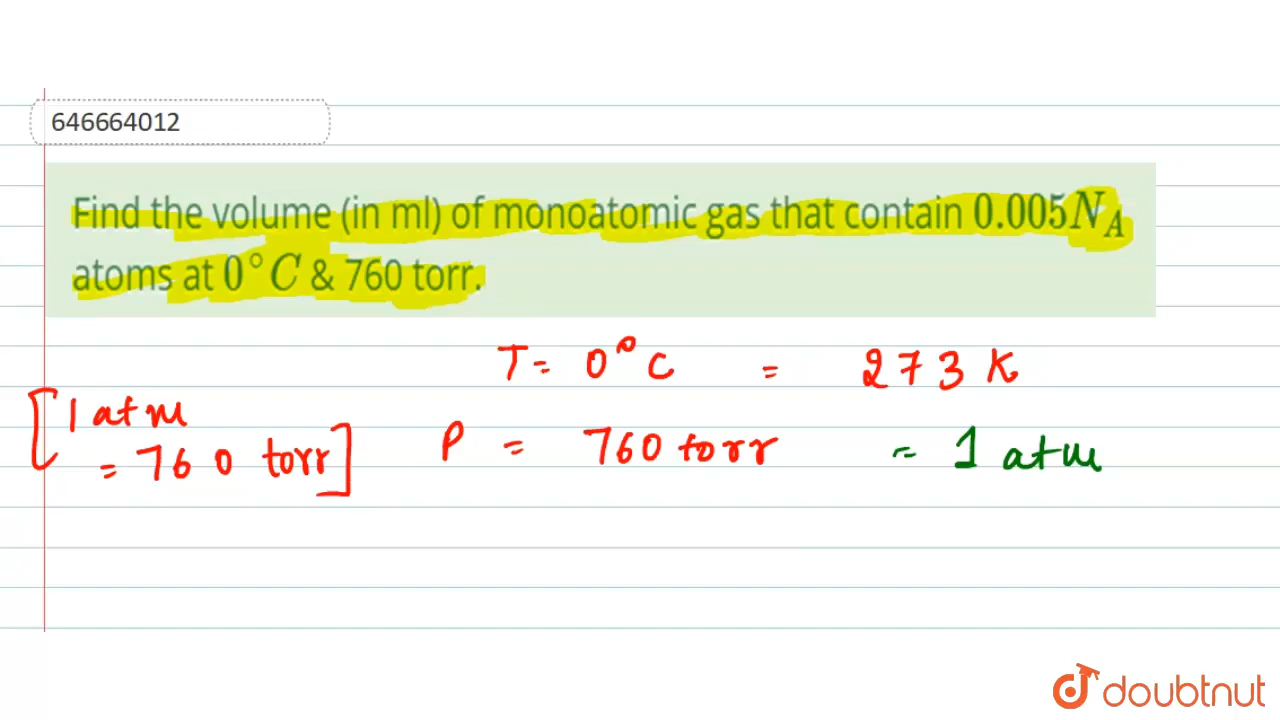 646664012
Find the volume (in ml) of monoatomic gas that contain 0.005N_A
atoms at 0°C & 760 torr.
T = 0°C = 273 K
[1 atm
= 760 torr]
P = 760 torr = 1 atm
doubtnut